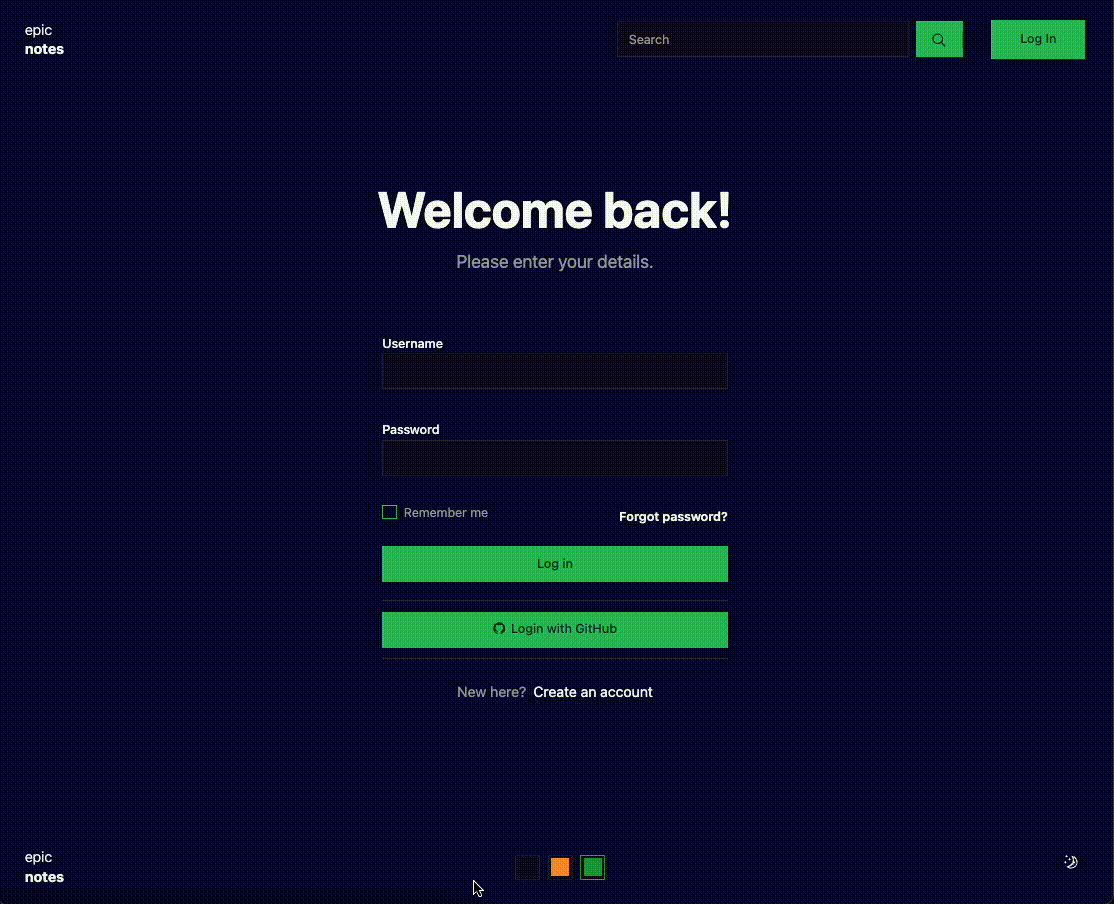 epic
notes
Search
Log In
Welcome back!
Please enter your details.
Username
Password
Remember me
Forgot password?
Log in
Login with GitHub
New here? Create an account
epic
notes